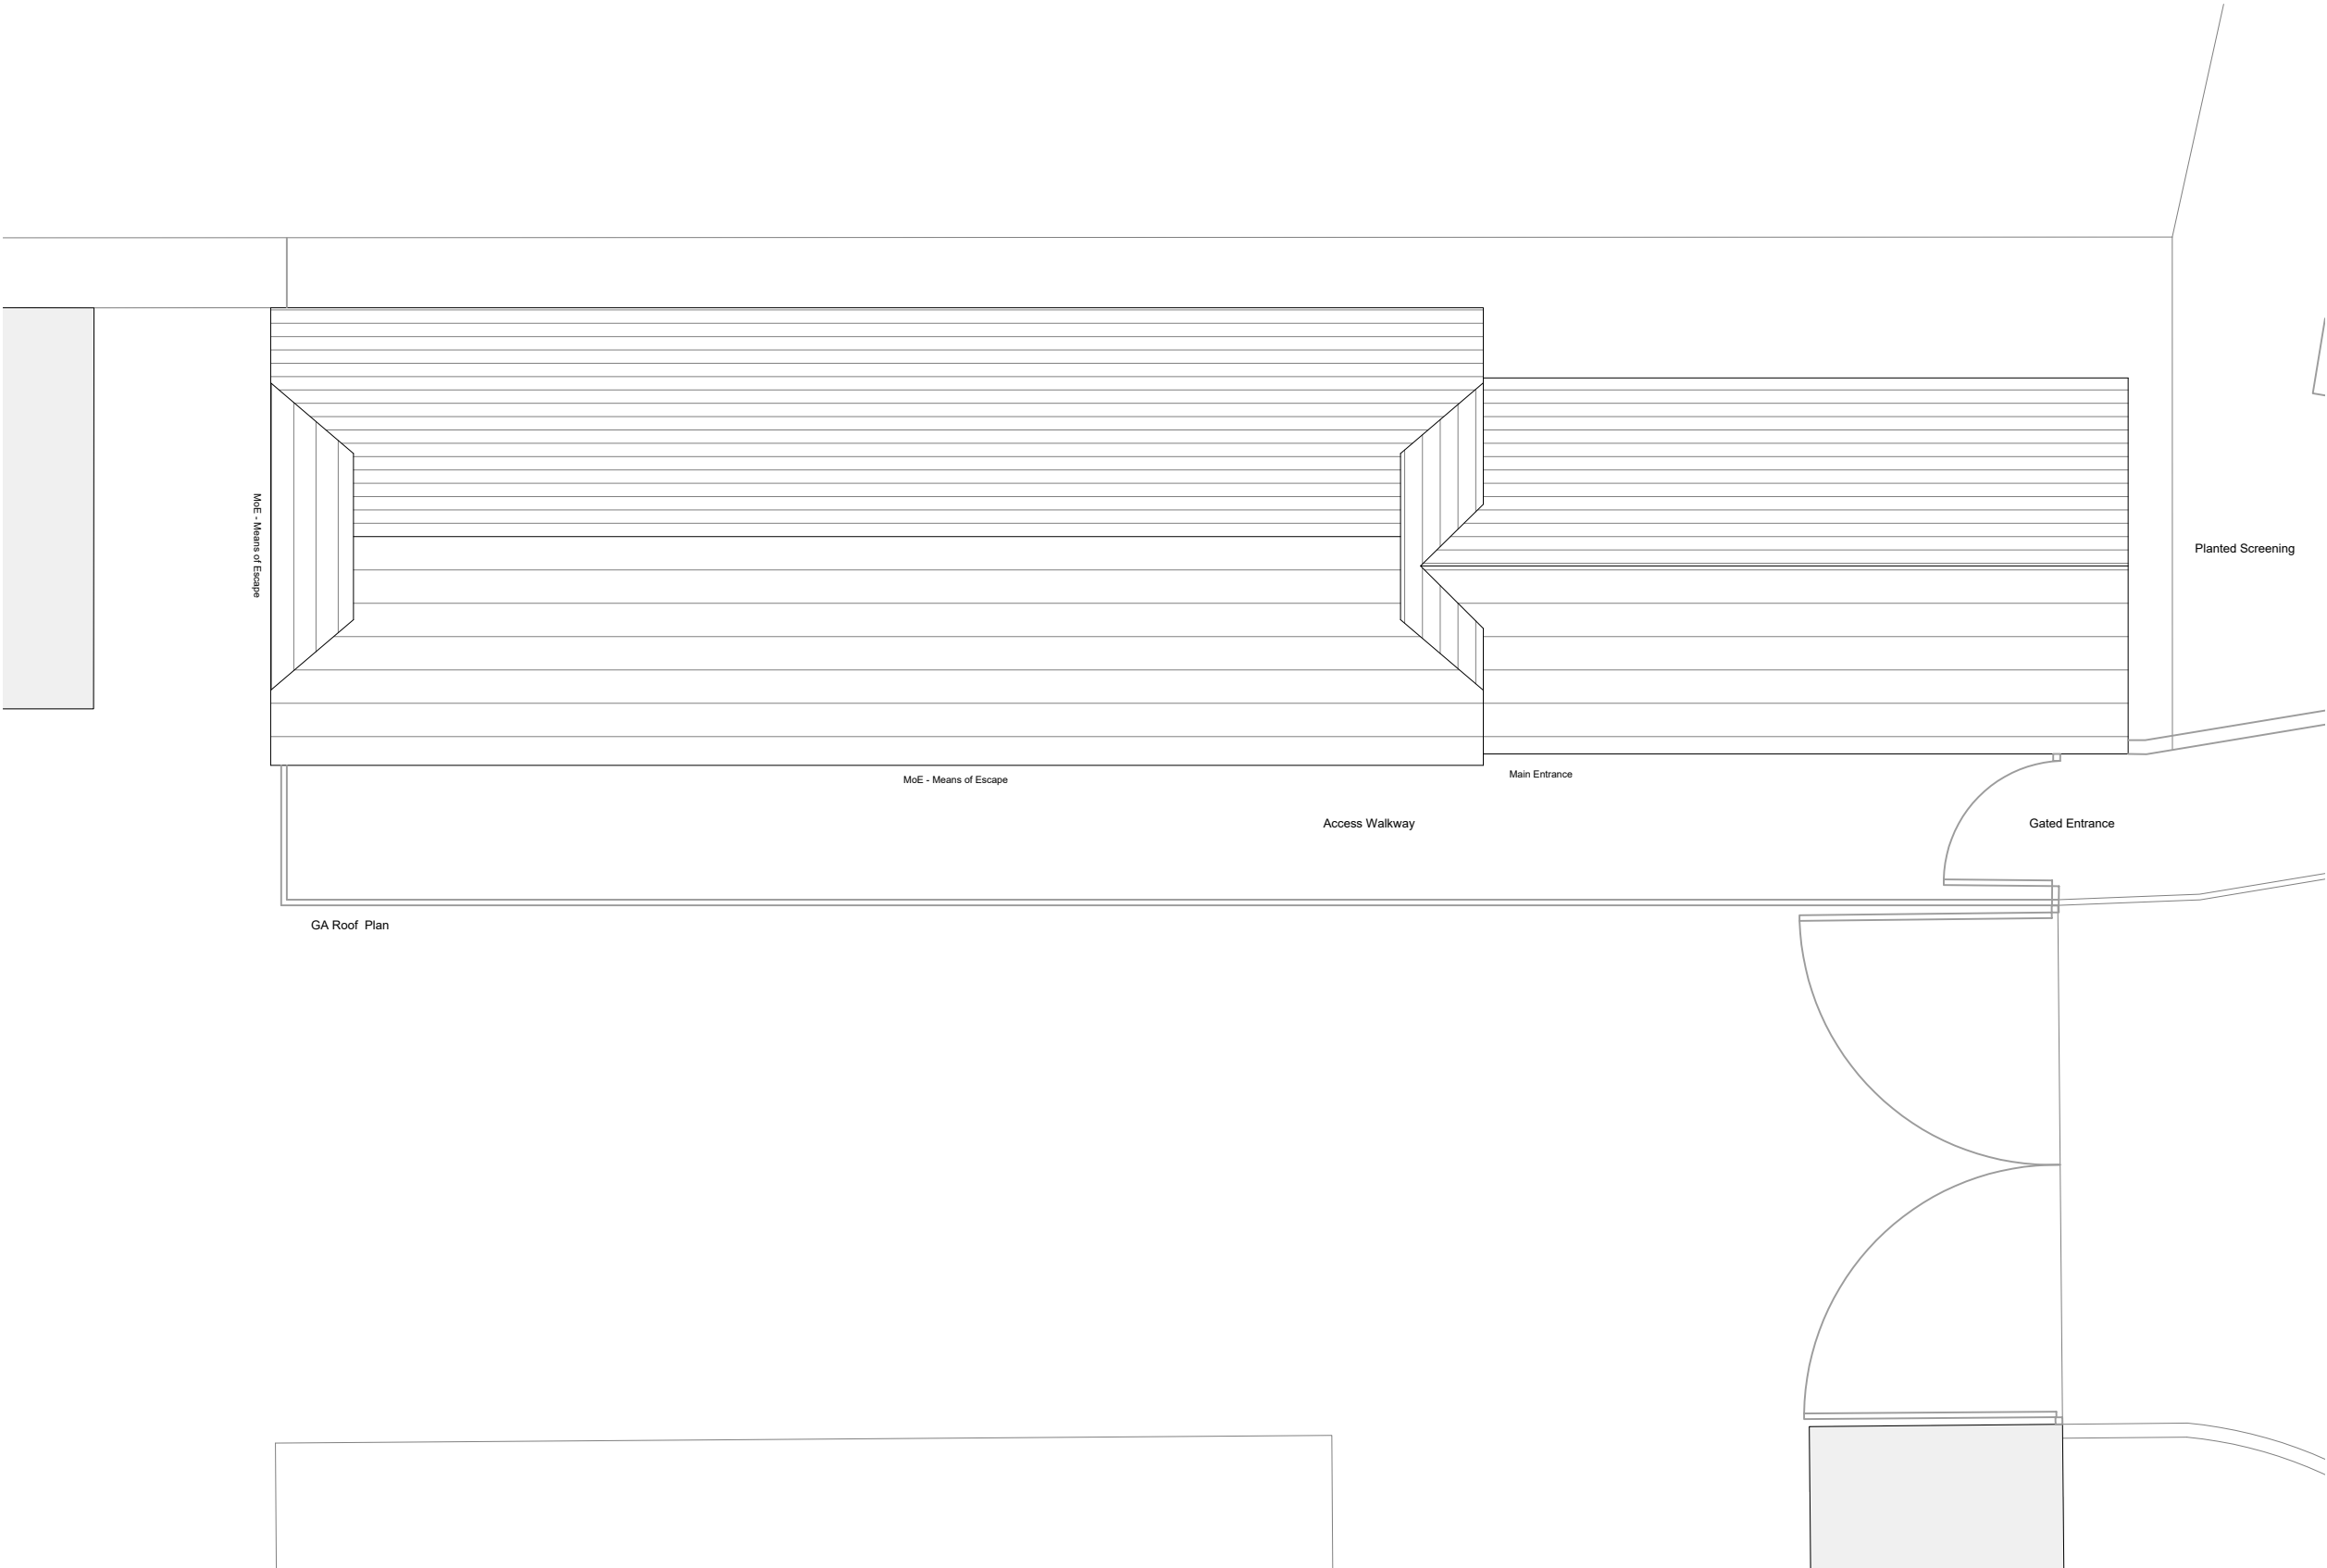 MoE - Means of Escape
Planted Screening
MoE - Means of Escape
Main Entrance
Access Walkway
Gated Entrance
GA Roof  Plan